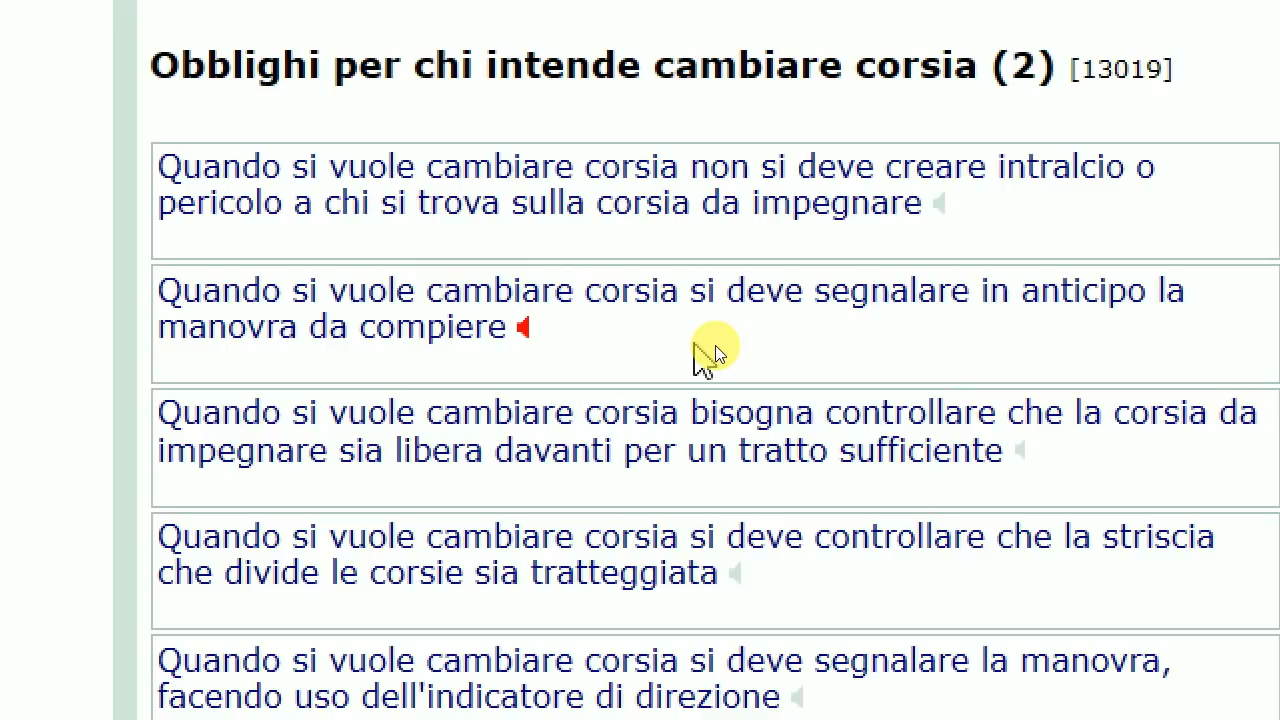 Obblighi per chi intende cambiare corsia (2) [13019]
Quando si vuole cambiare corsia non si deve creare intralcio o
pericolo a chi si trova sulla corsia da impegnare
Quando si vuole cambiare corsia si deve segnalare in anticipo la
manovra da compiere
Quando si vuole cambiare corsia bisogna controllare che la corsia da
impegnare sia libera davanti per un tratto sufficiente
Quando si vuole cambiare corsia si deve controllare che la striscia
che divide le corsie sia tratteggiata
Quando si vuole cambiare corsia si deve segnalare la manovra,
facendo uso dell'indicatore di direzione